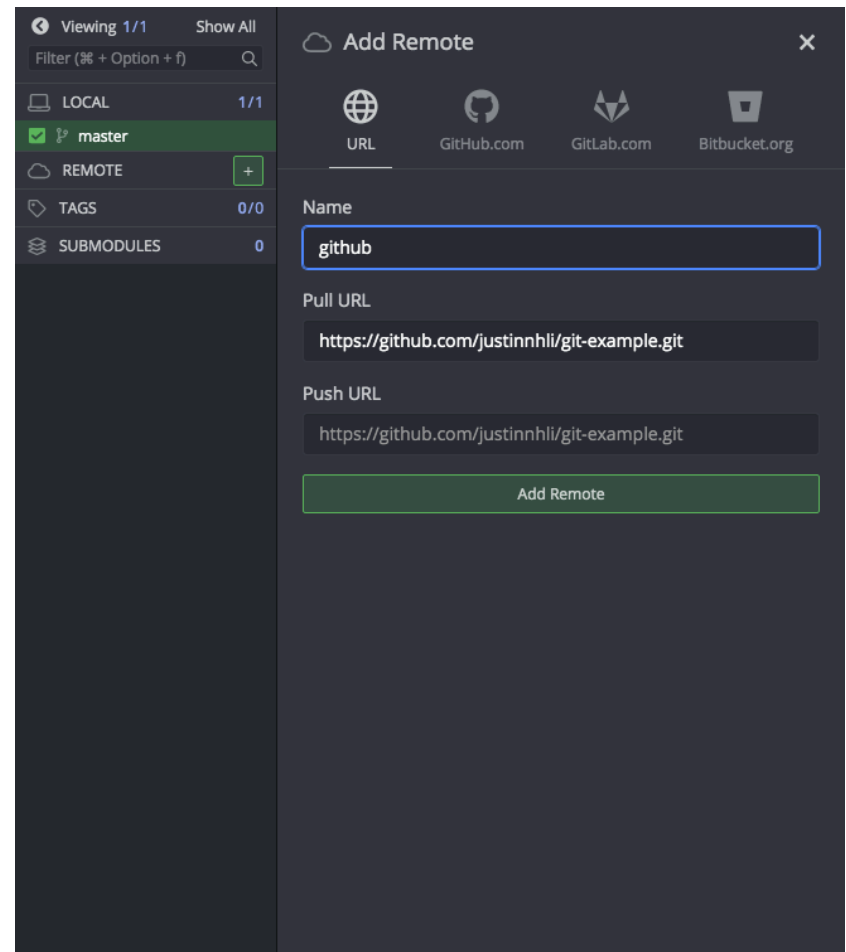 Viewing 1/1 Show All
Filter (⌘ + Option + f)
LOCAL 1/1
master
REMOTE +
TAGS 0/0
SUBMODULES 0
Add Remote
URL GitHub.com GitLab.com Bitbucket.org
Name
github
Pull URL
https://github.com/justinnhli/git-example.git
Push URL
https://github.com/justinnhli/git-example.git
Add Remote